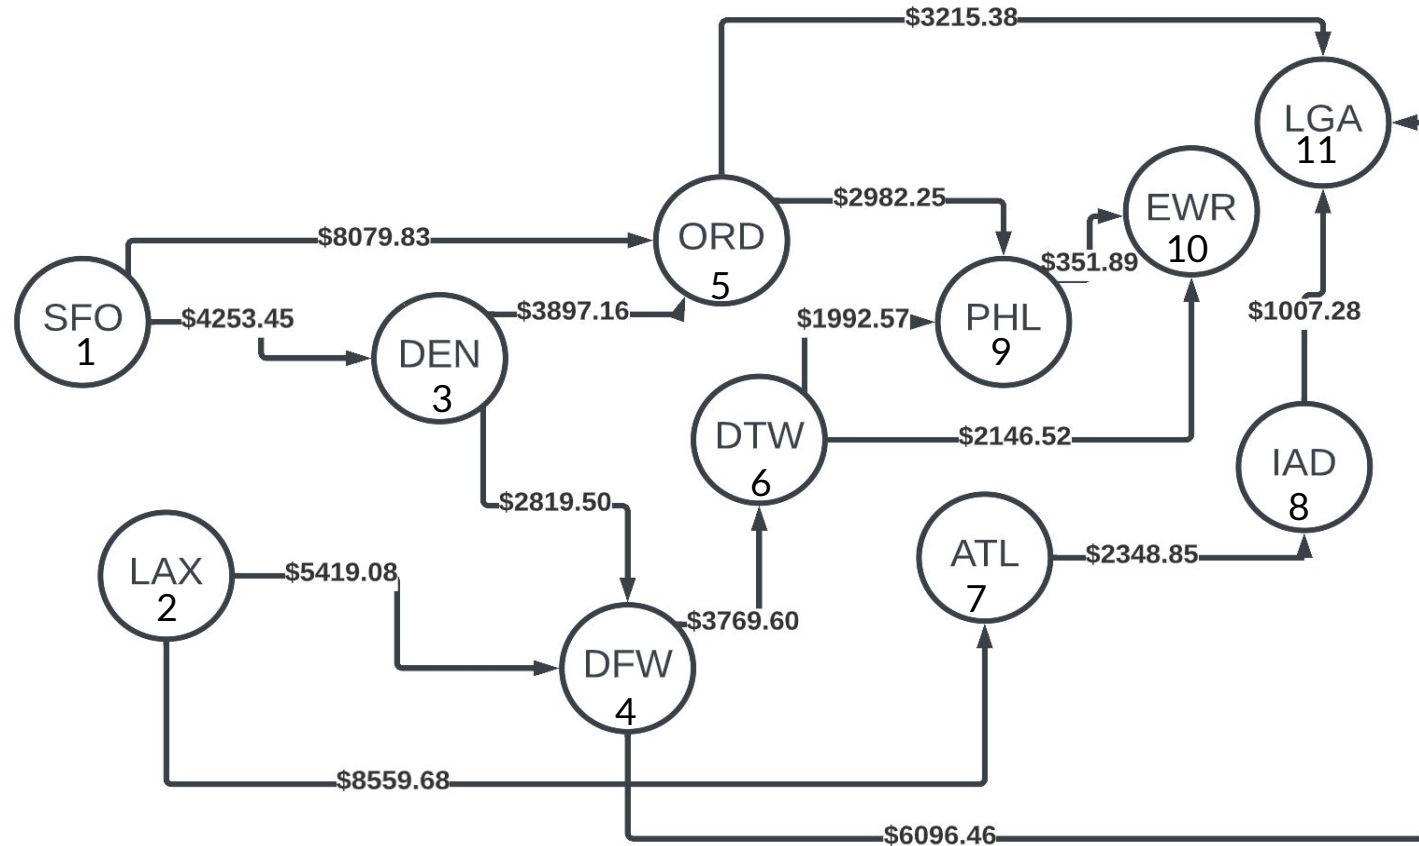 $3215.38
LGA
11
$2982.25
EWR
10
ORD
5
$8079.83
$351.89
SFO
1
$4253.45
$3897.16
$1992.57
PHL
9
$1007.28
DEN
3
DTW
6
$2146.52
IAD
8
$2819.50
LAX
2
$5419.08
ATL
7
$2348.85
$3769.60
DFW
4
$8559.68
$6096.46